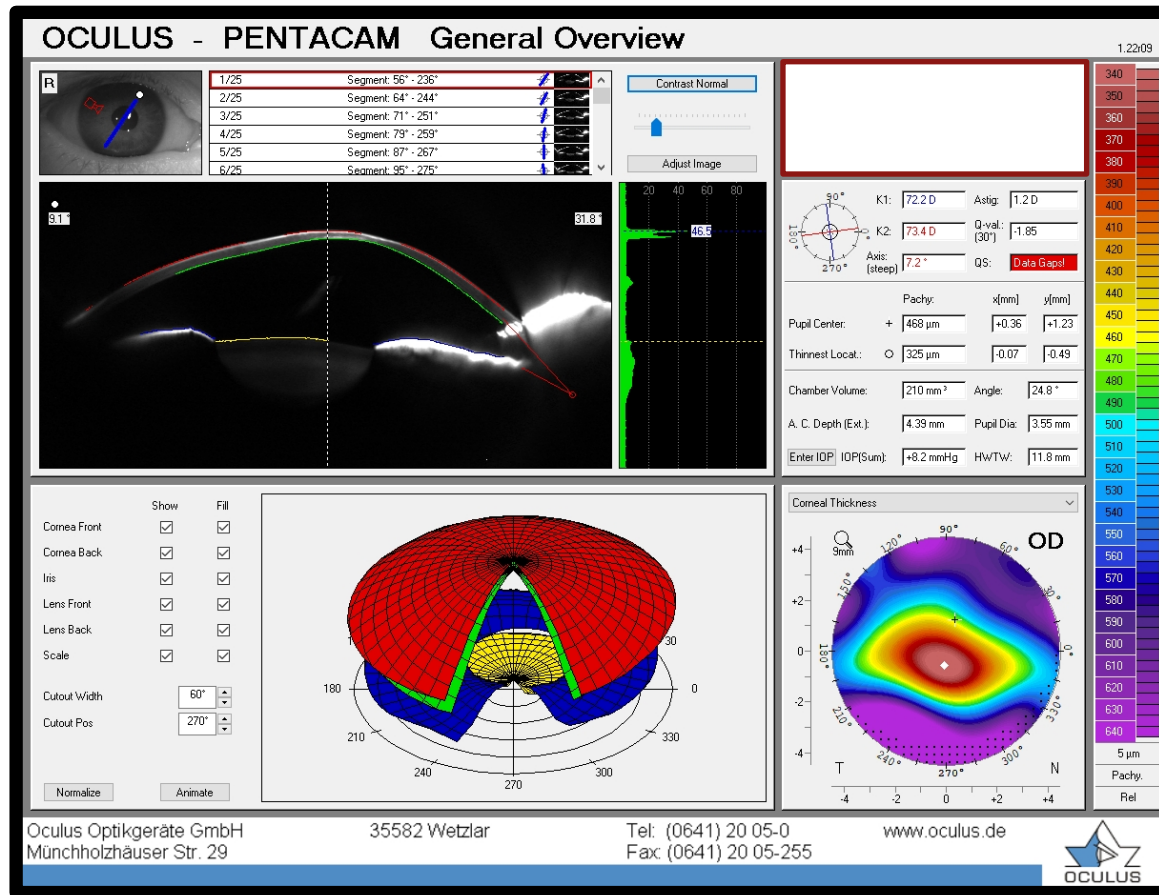 OCULUS - PENTACAM General Overview
1.22r09
R
1/25 Segment: 56° - 236°
2/25 Segment: 64° - 244°
3/25 Segment: 71° - 251°
4/25 Segment: 79° - 259°
5/25 Segment: 87° - 267°
6/25 Segment: 95° - 275°
Contrast Normal
Adjust Image
9.1 °
31.8 °
20 40 60 80
46.5
90°
180°
0°
270°
K1: 72.2 D Astig: 1.2 D
K2: 73.4 D Q-val.: (30°) -1.85
Axis: (steep) 7.2 ° QS: Data Gaps!
Pachy: x[mm] y[mm]
Pupil Center: + 468 µm +0.36 +1.23
Thinnest Locat.: O 325 µm -0.07 -0.49
Chamber Volume: 210 mm³ Angle: 24.8 °
A. C. Depth (Ext.): 4.39 mm Pupil Dia: 3.55 mm
Enter IOP IOP(Sum): +8.2 mmHg HWTW: 11.8 mm
Show Fill
Cornea Front
Cornea Back
Iris
Lens Front
Lens Back
Scale
Cutout Width 60°
Cutout Pos 270°
Normalize Animate
30
180 0
210 330
240 300
270
Corneal Thickness
9mm
OD
90°
120° 60°
150° 30°
180° 0°
210° 330°
240° 300°
270°
+4
+2
0
-2
-4
T N
-4 -2 0 +2 +4
340
350
360
370
380
390
400
410
420
430
440
450
460
470
480
490
500
510
520
530
540
550
560
570
580
590
600
610
620
630
640
5 µm
Pachy.
Rel
Oculus Optikgeräte GmbH 35582 Wetzlar Tel: (0641) 20 05-0 www.oculus.de
Münchholzhäuser Str. 29 Fax: (0641) 20 05-255
OCULUS